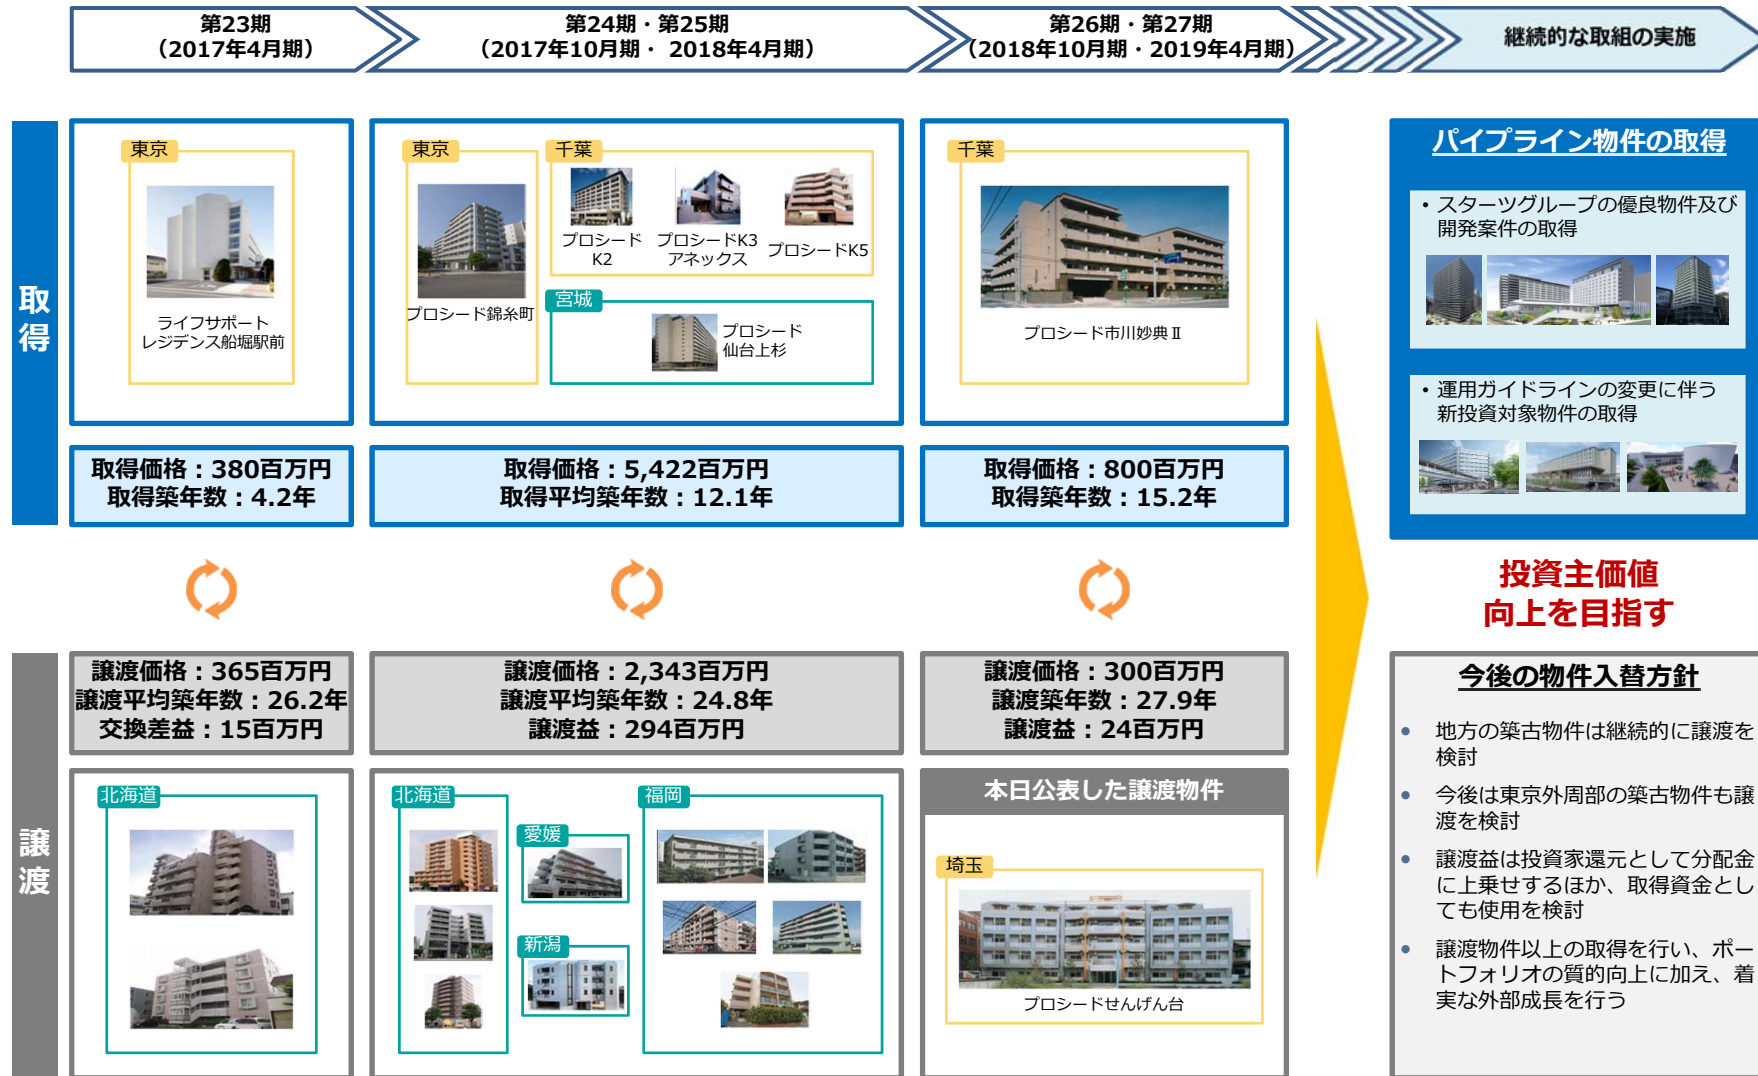 第23期
（2017年4月期）
第24期・第25期
（2017年10月期・ 2018年4月期）
第26期・第27期
（2018年10月期・2019年4月期）
継続的な取組の実施
取得
東京
ライフサポート
レジデンス船堀駅前
東京
プロシード錦糸町
千葉
プロシード
K2
プロシードK3
アネックス
プロシードK5
宮城
プロシード
仙台上杉
千葉
プロシード市川妙典Ⅱ
取得価格：380百万円
取得築年数：4.2年
取得価格：5,422百万円
取得平均築年数：12.1年
取得価格：800百万円
取得築年数：15.2年
パイプライン物件の取得
・スターツグループの優良物件及び
開発案件の取得
・運用ガイドラインの変更に伴う
新投資対象物件の取得
投資主価値
向上を目指す
譲渡
譲渡価格：365百万円
譲渡平均築年数：26.2年
交換差益：15百万円
譲渡価格：2,343百万円
譲渡平均築年数：24.8年
譲渡益：294百万円
譲渡価格：300百万円
譲渡築年数：27.9年
譲渡益：24百万円
北海道
北海道
愛媛
新潟
福岡
本日公表した譲渡物件
埼玉
プロシードせんげん台
今後の物件入替方針
• 地方の築古物件は継続的に譲渡を
検討
• 今後は東京外周部の築古物件も譲
渡を検討
• 譲渡益は投資家還元として分配金
に上乗せするほか、取得資金とし
ても使用を検討
• 譲渡物件以上の取得を行い、ポー
トフォリオの質的向上に加え、着
実な外部成長を行う